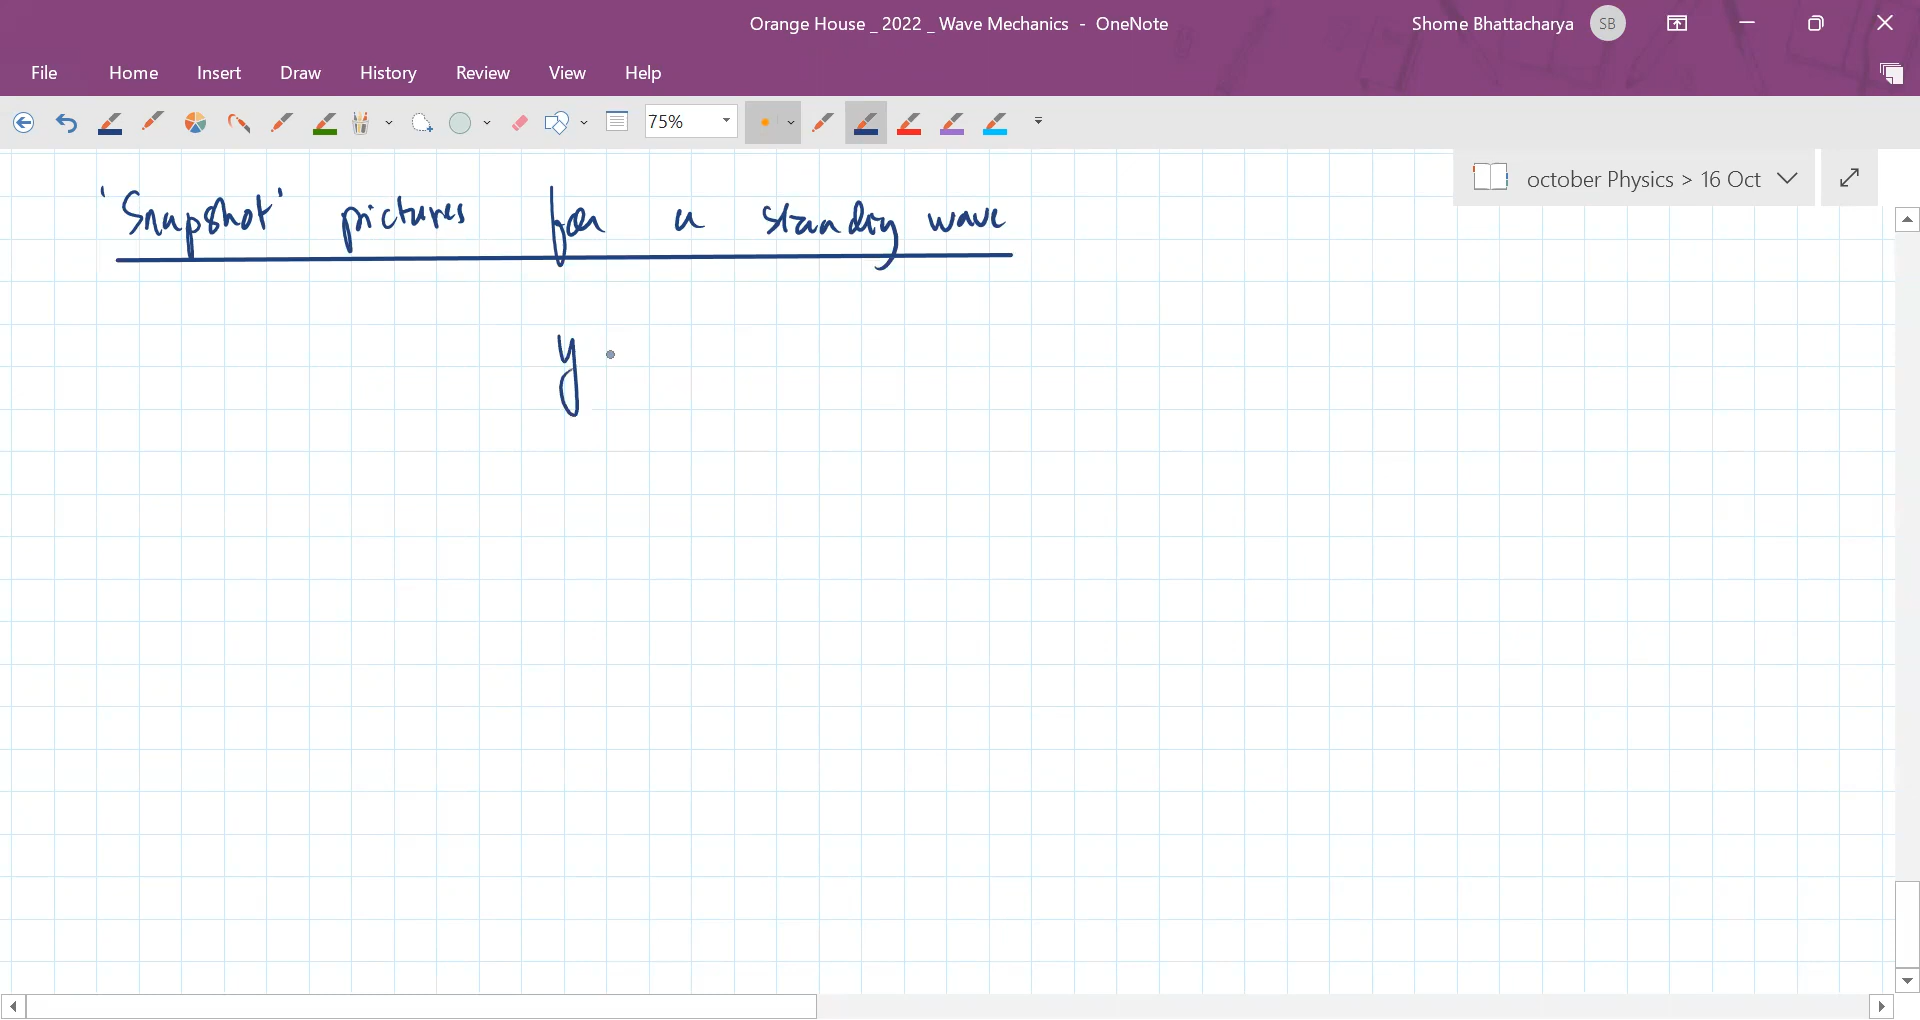 Orange House _ 2022 _ Wave Mechanics - OneNote
Shome Bhattacharya SB
File Home Insert Draw History Review View Help
75%
october Physics > 16 Oct
'Snapshot' pictures for a standing wave
y